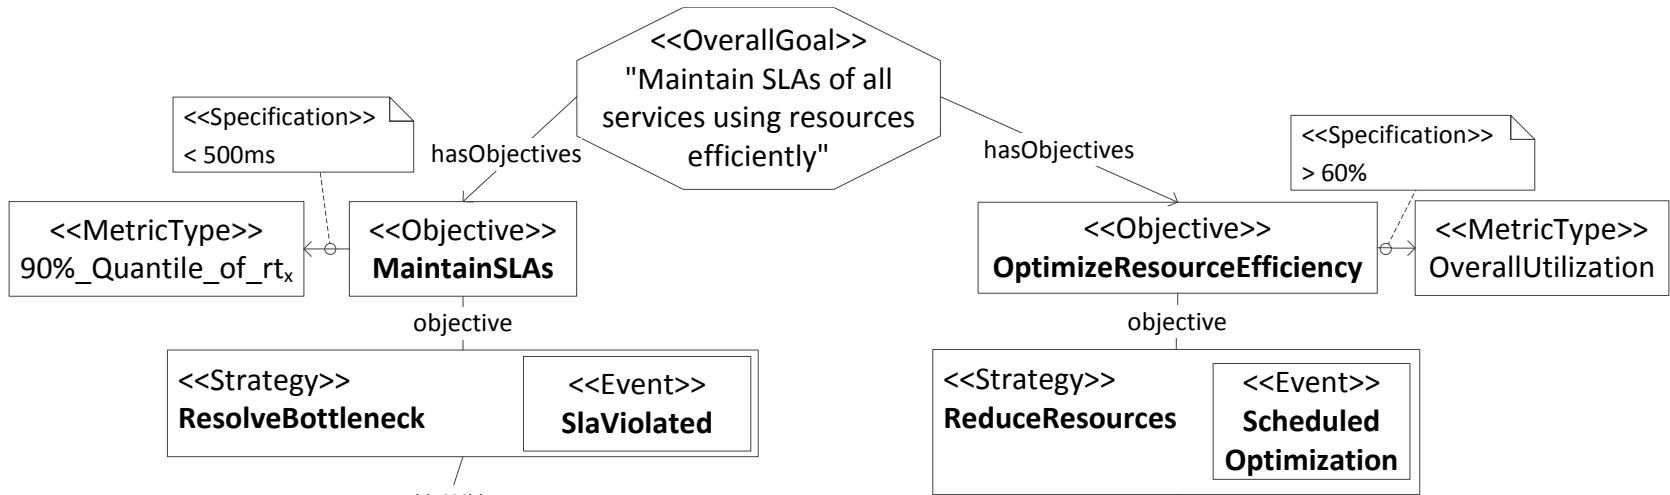 <<OverallGoal>>
"Maintain SLAs of all
services using resources
efficiently"
<<Specification>>
< 500ms
hasObjectives
hasObjectives
<<Specification>>
> 60%
<<MetricType>>
90%_Quantile_of_rtₓ
<<Objective>>
MaintainSLAs
<<Objective>>
OptimizeResourceEfficiency
<<MetricType>>
OverallUtilization
objective
objective
<<Strategy>>
ResolveBottleneck
<<Event>>
SlaViolated
<<Strategy>>
ReduceResources
<<Event>>
Scheduled
Optimization